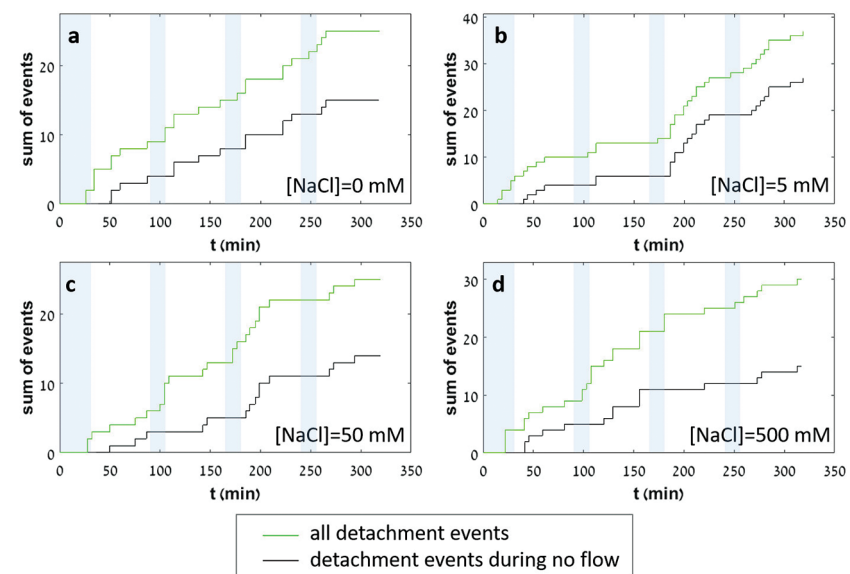 a
20
10
0
sum of events
[NaCl]=0 mM
0 50 100 150 200 250 300 350
t (min)
b
40
30
20
10
0
sum of events
[NaCl]=5 mM
0 50 100 150 200 250 300 350
t (min)
c
20
10
0
sum of events
[NaCl]=50 mM
0 50 100 150 200 250 300 350
t (min)
d
30
20
10
0
sum of events
[NaCl]=500 mM
0 50 100 150 200 250 300 350
t (min)
all detachment events
detachment events during no flow